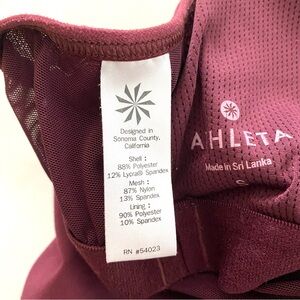 Designed in
Sonoma County,
California
Shell :
88% Polyester
12% Lycra® Spandex
Mesh :
87% Nylon
13% Spandex
Lining :
90% Polyester
10% Spandex
RN #54023
AHLETA
Made in Sri Lanka